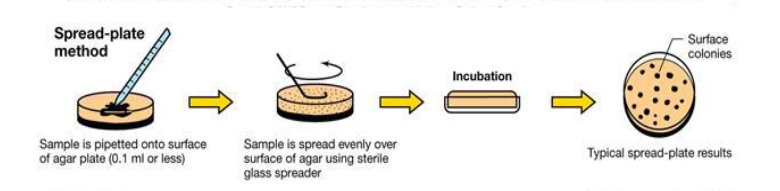 Spread-plate
method
Surface
colonies
Incubation
Sample is pipetted onto surface
of agar plate (0.1 ml or less)
Sample is spread evenly over
surface of agar using sterile
glass spreader
Typical spread-plate results